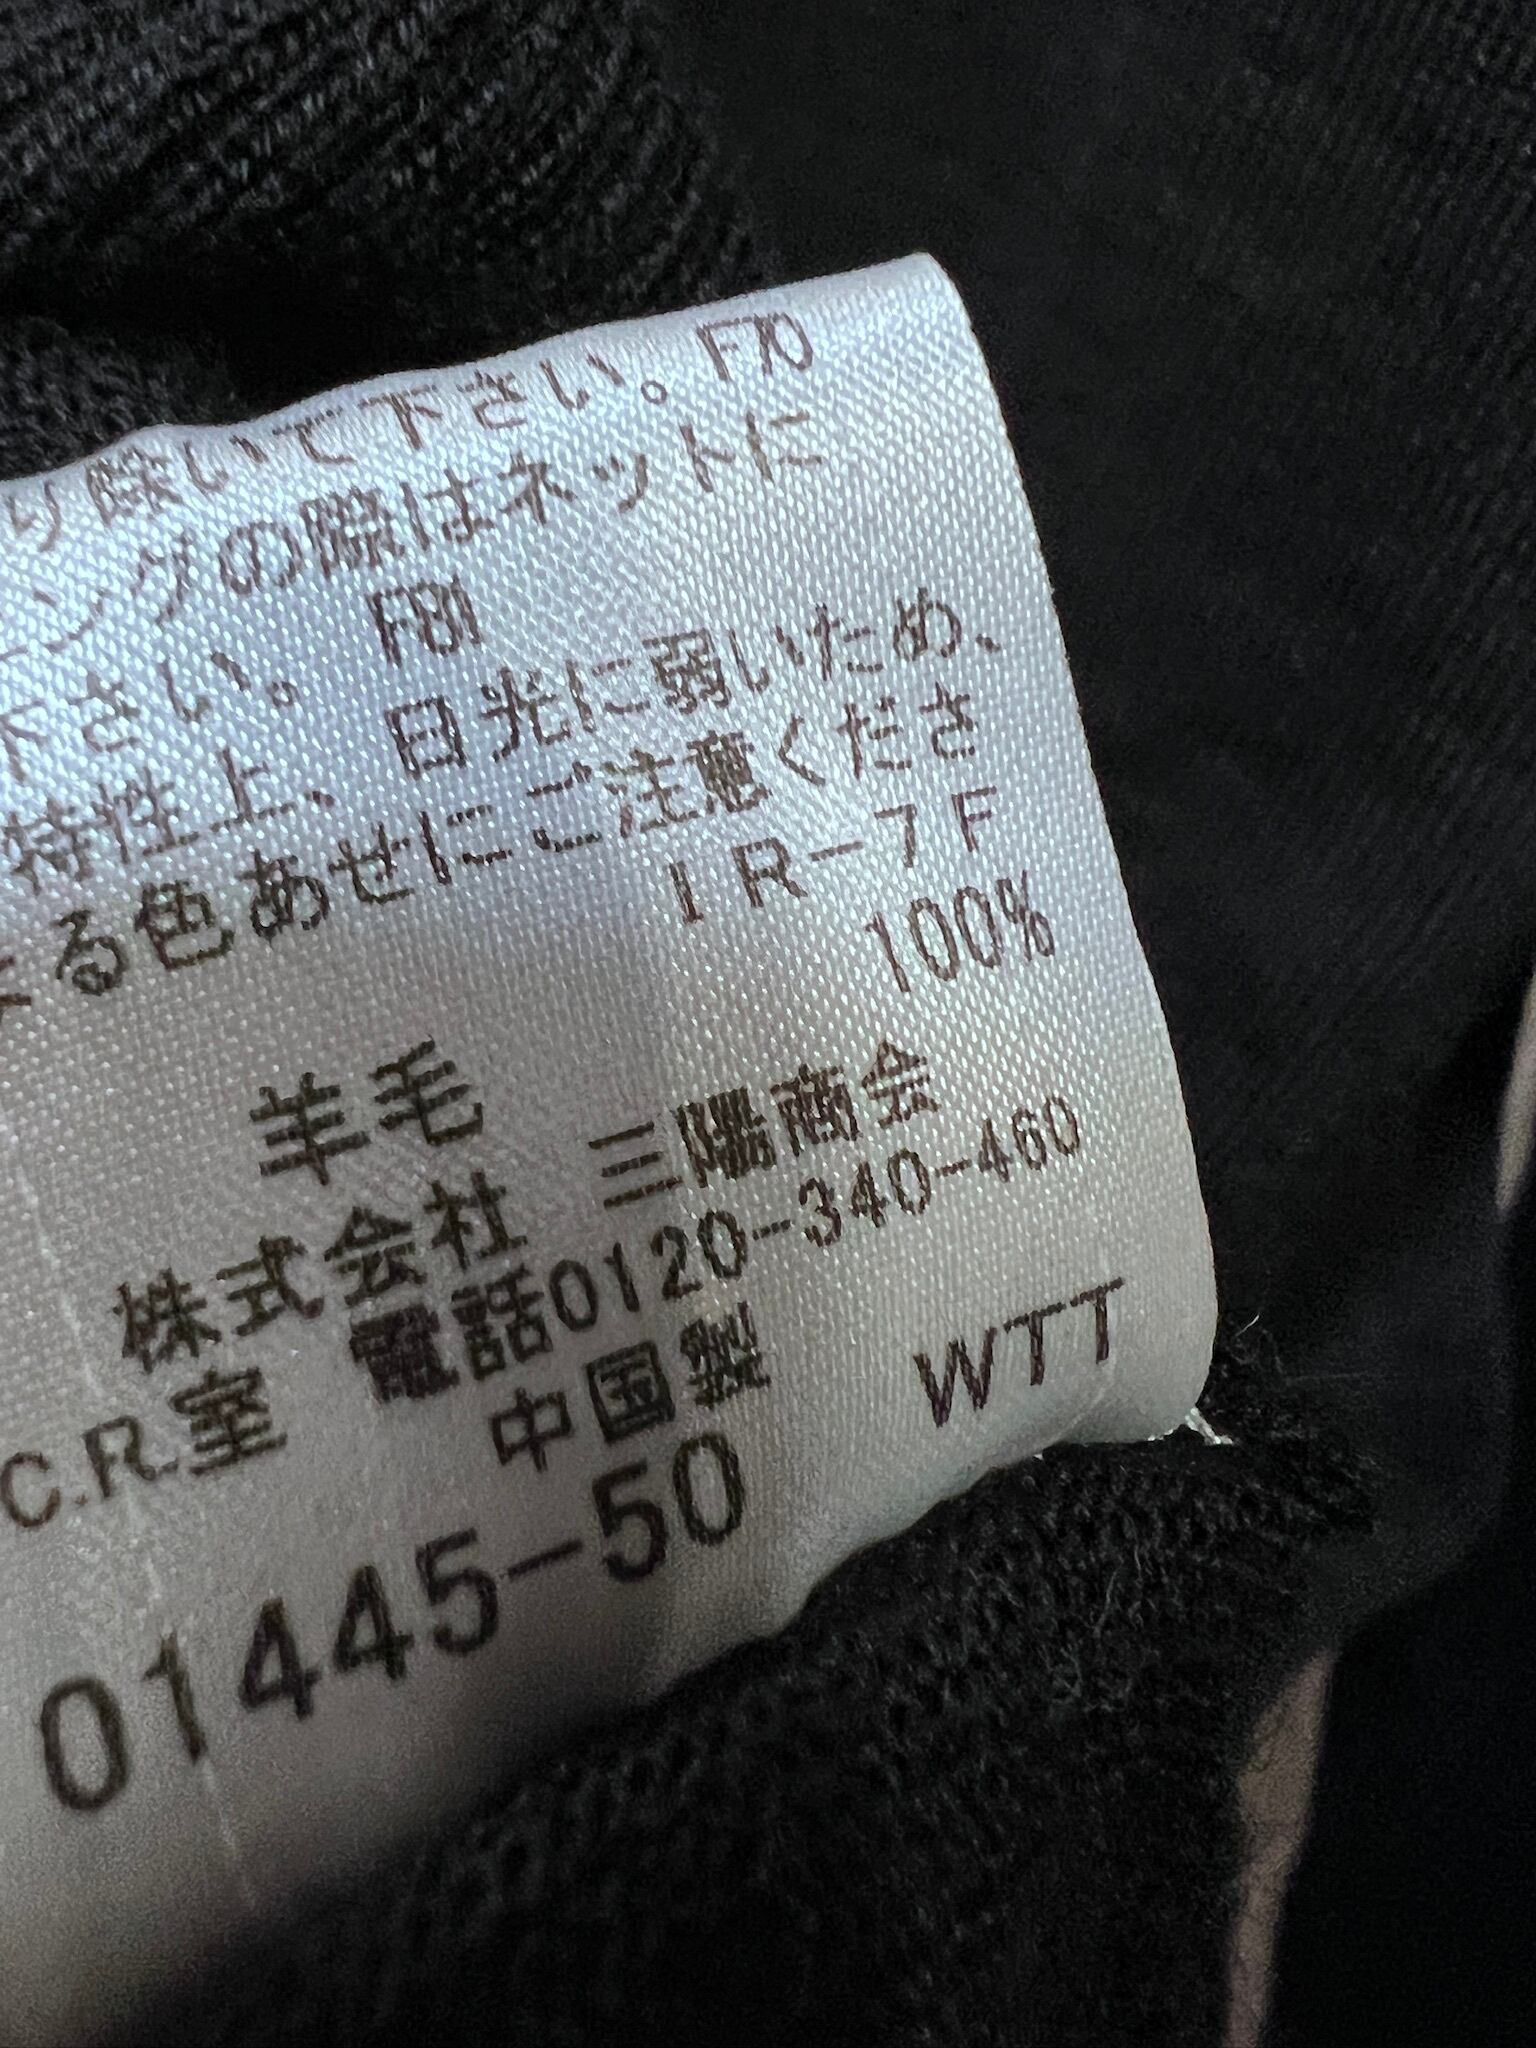 り除いて下さい。F70
ングの際はネットに
下さい。 F81
特性上、日光に弱いため、
よる色あせにご注意くださ
IR-7F
100%
羊毛
株式会社 三陽商会
C.R.室 電話0120-340-460
中国製 WTT
01445-50